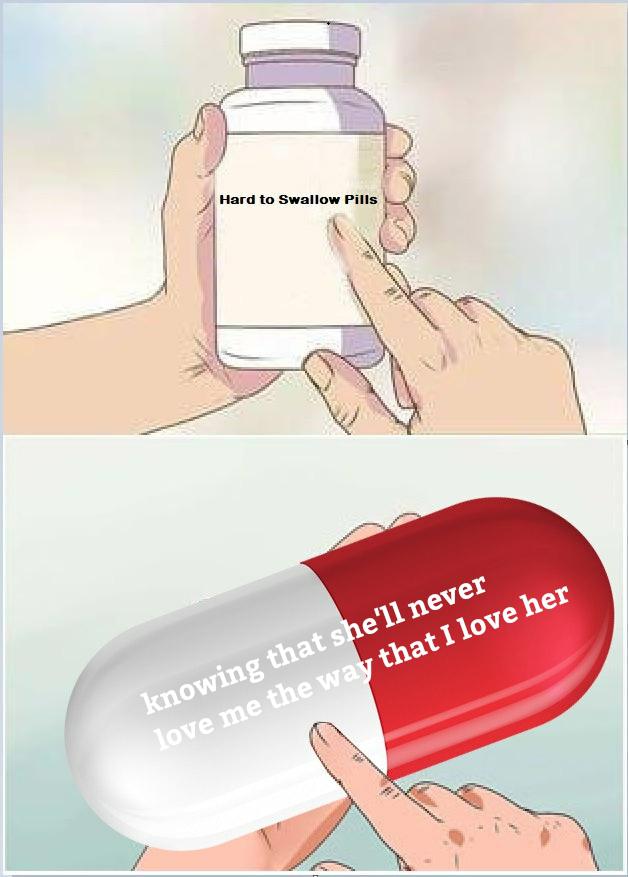 Hard to Swallow Pills
knowing that she'll never
love me the way that I love her